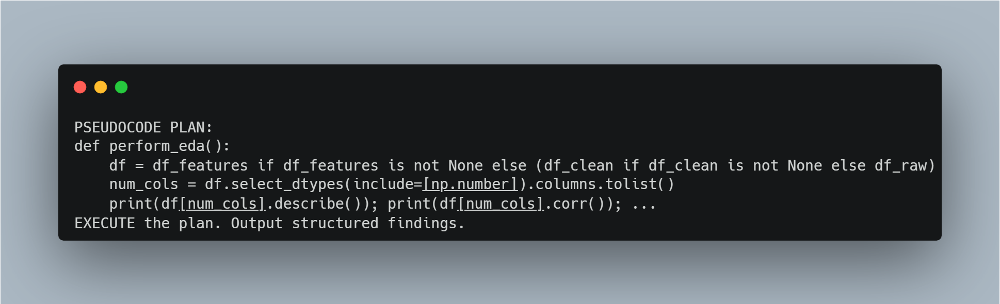 PSEUDOCODE PLAN:
def perform_eda():
    df = df_features if df_features is not None else (df_clean if df_clean is not None else df_raw)
    num_cols = df.select_dtypes(include=[np.number]).columns.tolist()
    print(df[num_cols].describe()); print(df[num_cols].corr()); ...
EXECUTE the plan. Output structured findings.